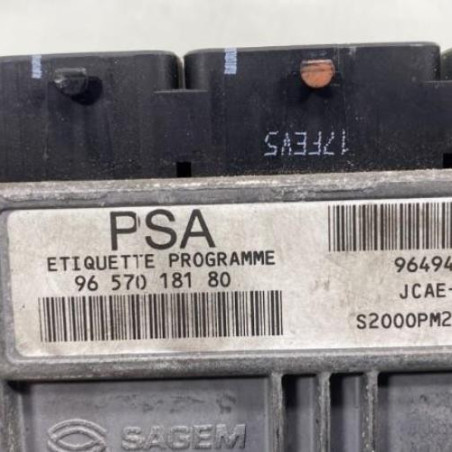 17FEV5
PSA
ETIQUETTE PROGRAMME
96 570 181 80
96494
JCAE-
S2000PM2
SAGEM